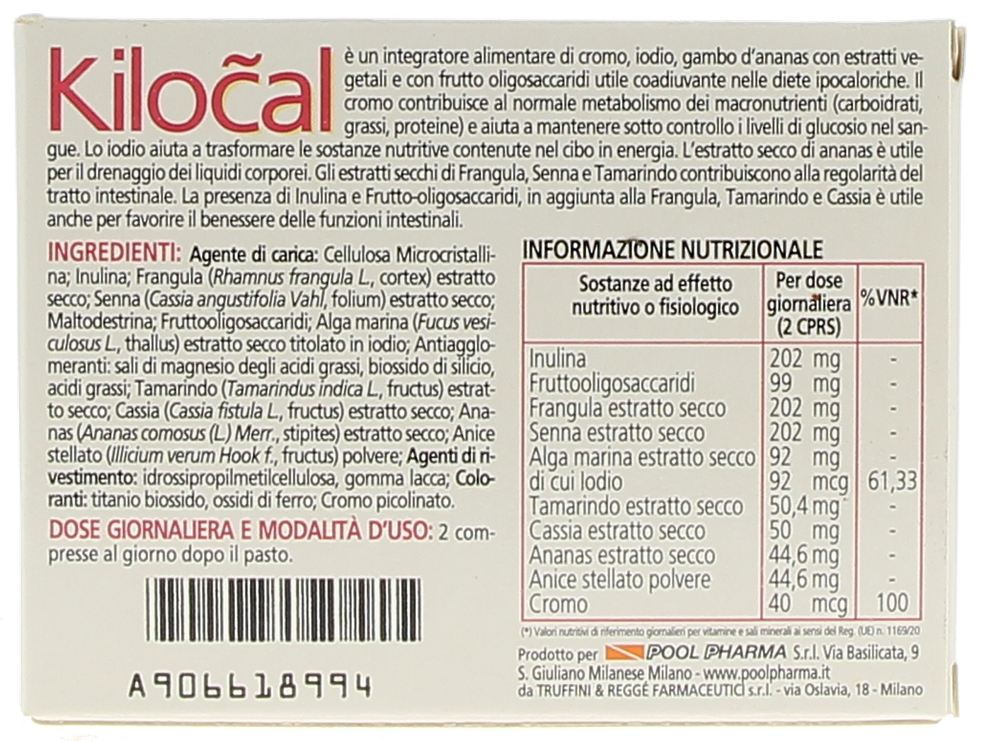 Kilocal
è un integratore alimentare di cromo, iodio, gambo d'ananas con estratti ve-
getali e con frutto oligosaccaridi utile coadiuvante nelle diete ipocaloriche. Il
cromo contribuisce al normale metabolismo dei macronutrienti (carboidrati,
grassi, proteine) e aiuta a mantenere sotto controllo i livelli di glucosio nel san-
gue. Lo iodio aiuta a trasformare le sostanze nutritive contenute nel cibo in energia. L'estratto secco di ananas è utile
per il drenaggio dei liquidi corporei. Gli estratti secchi di Frangula, Senna e Tamarindo contribuiscono alla regolarità del
tratto intestinale. La presenza di Inulina e Frutto-oligosaccaridi, in aggiunta alla Frangula, Tamarindo e Cassia è utile
anche per favorire il benessere delle funzioni intestinali.
INGREDIENTI: Agente di carica: Cellulosa Microcristalli-
na; Inulina; Frangula (Rhamnus frangula L., cortex) estratto
secco; Senna (Cassia angustifolia Vahl, folium) estratto secco;
Maltodestrina; Fruttooligosaccaridi; Alga marina (Fucus vesi-
culosus L., thallus) estratto secco titolato in iodio; Antiagglo-
meranti: sali di magnesio degli acidi grassi, biossido di silicio,
acidi grassi; Tamarindo (Tamarindus indica L., fructus) estrat-
to secco; Cassia (Cassia fistula L., fructus) estratto secco; Ana-
nas (Ananas comosus (L.) Merr., stipites) estratto secco; Anice
stellato (Illicium verum Hook f., fructus) polvere; Agenti di ri-
vestimento: idrossipropilmetilcellulosa, gomma lacca; Colo-
ranti: titanio biossido, ossidi di ferro; Cromo picolinato.
DOSE GIORNALIERA E MODALITÀ D'USO: 2 com-
presse al giorno dopo il pasto.
A906618994
INFORMAZIONE NUTRIZIONALE
Sostanze ad effetto nutritivo o fisiologico Per dose giornaliera (2 CPRS) %VNR*
Inulina 202 mg -
Fruttooligosaccaridi 99 mg -
Frangula estratto secco 202 mg -
Senna estratto secco 202 mg -
Alga marina estratto secco 92 mg -
di cui Iodio 92 mcg 61,33
Tamarindo estratto secco 50,4 mg -
Cassia estratto secco 50 mg -
Ananas estratto secco 44,6 mg -
Anice stellato polvere 44,6 mg -
Cromo 40 mcg 100
(*) Valori nutritivi di riferimento giornalieri per vitamine e sali minerali ai sensi del Reg. (UE) n. 1169/20
Prodotto per POOL PHARMA S.r.l. Via Basilicata, 9
S. Giuliano Milanese Milano - www.poolpharma.it
da TRUFFINI & REGGÈ FARMACEUTICI s.r.l. - via Oslavia, 18 - Milano